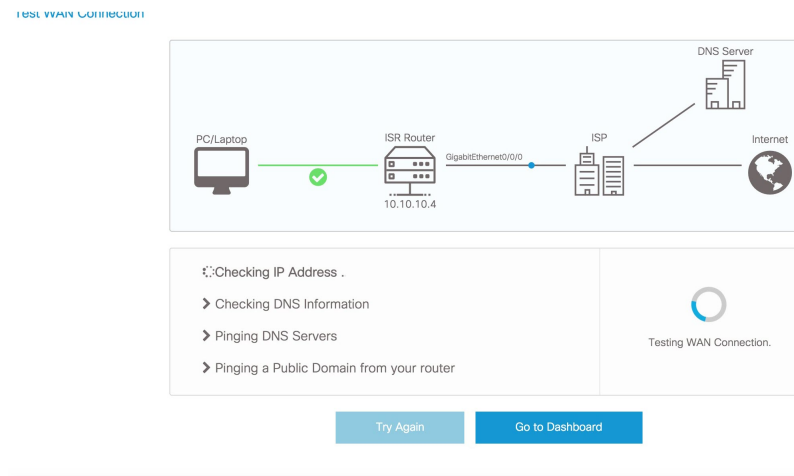 Test WAN Connection
DNS Server
PC/Laptop
ISR Router
ISP
Internet
GigabitEthernet0/0/0
10.10.10.4
Checking IP Address .
Checking DNS Information
Pinging DNS Servers
Pinging a Public Domain from your router
Testing WAN Connection.
Try Again
Go to Dashboard